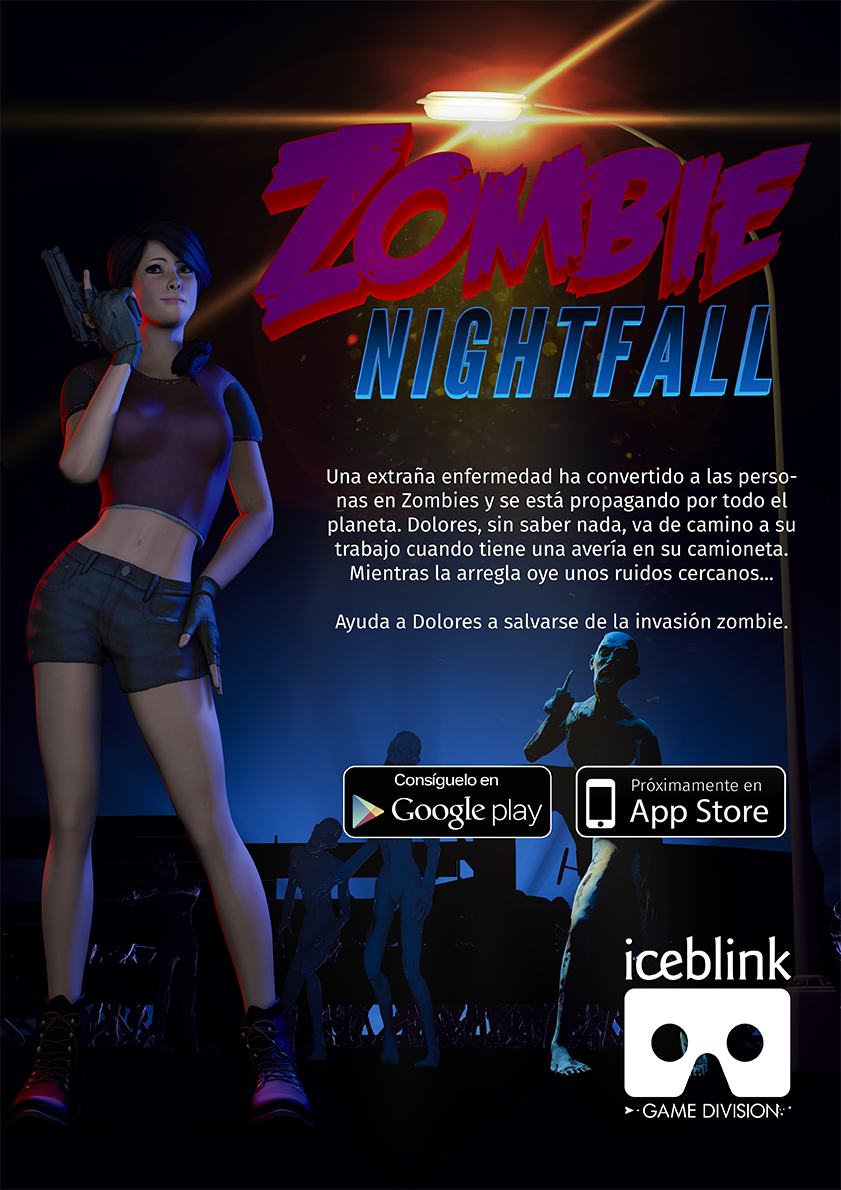 ZOMBIE
NIGHTFALL
Una extraña enfermedad ha convertido a las perso-
nas en Zombies y se está propagando por todo el
planeta. Dolores, sin saber nada, va de camino a su
trabajo cuando tiene una avería en su camioneta.
Mientras la arregla oye unos ruidos cercanos...
Ayuda a Dolores a salvarse de la invasión zombie.
Consíguelo en
Google play
Próximamente en
App Store
iceblink
GAME DIVISION